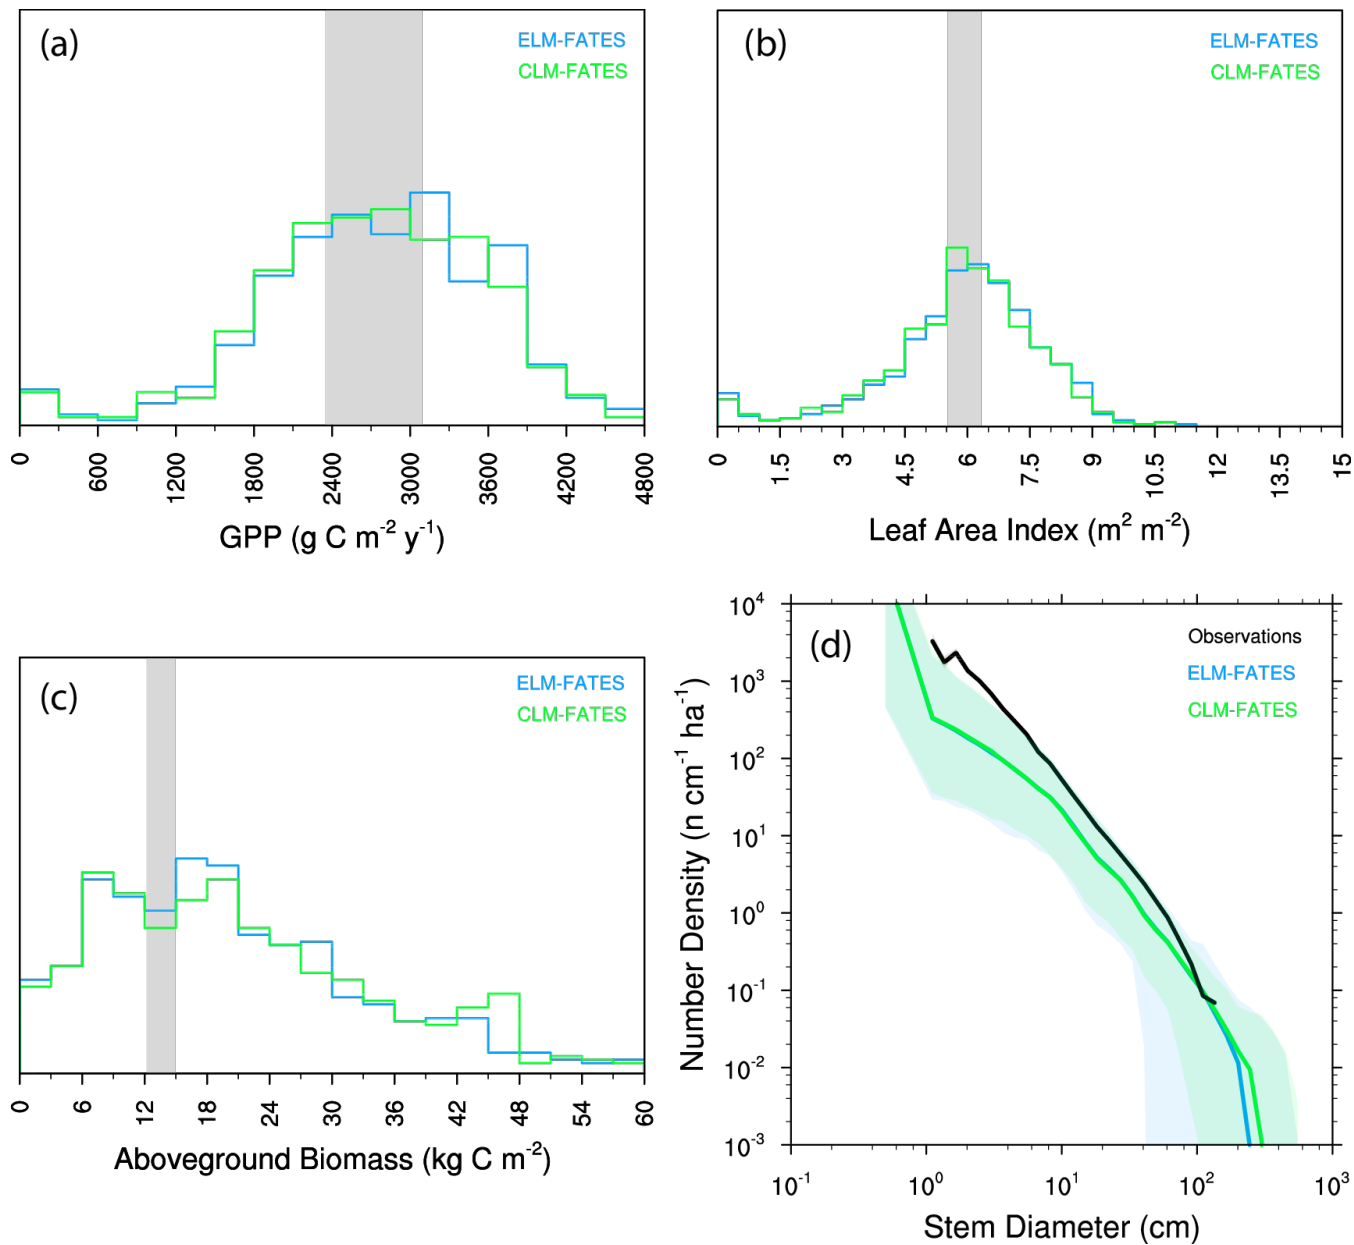 (a)
ELM-FATES
CLM-FATES
0 600 1200 1800 2400 3000 3600 4200 4800
GPP (g C m⁻² y⁻¹)
(b)
ELM-FATES
CLM-FATES
0 1.5 3 4.5 6 7.5 9 10.5 12 13.5 15
Leaf Area Index (m² m⁻²)
(c)
ELM-FATES
CLM-FATES
0 6 12 18 24 30 36 42 48 54 60
Aboveground Biomass (kg C m⁻²)
(d)
Observations
ELM-FATES
CLM-FATES
10⁴
10³
10²
10¹
10⁰
10⁻¹
10⁻²
10⁻³
Number Density (n cm⁻¹ ha⁻¹)
10⁻¹ 10⁰ 10¹ 10² 10³
Stem Diameter (cm)